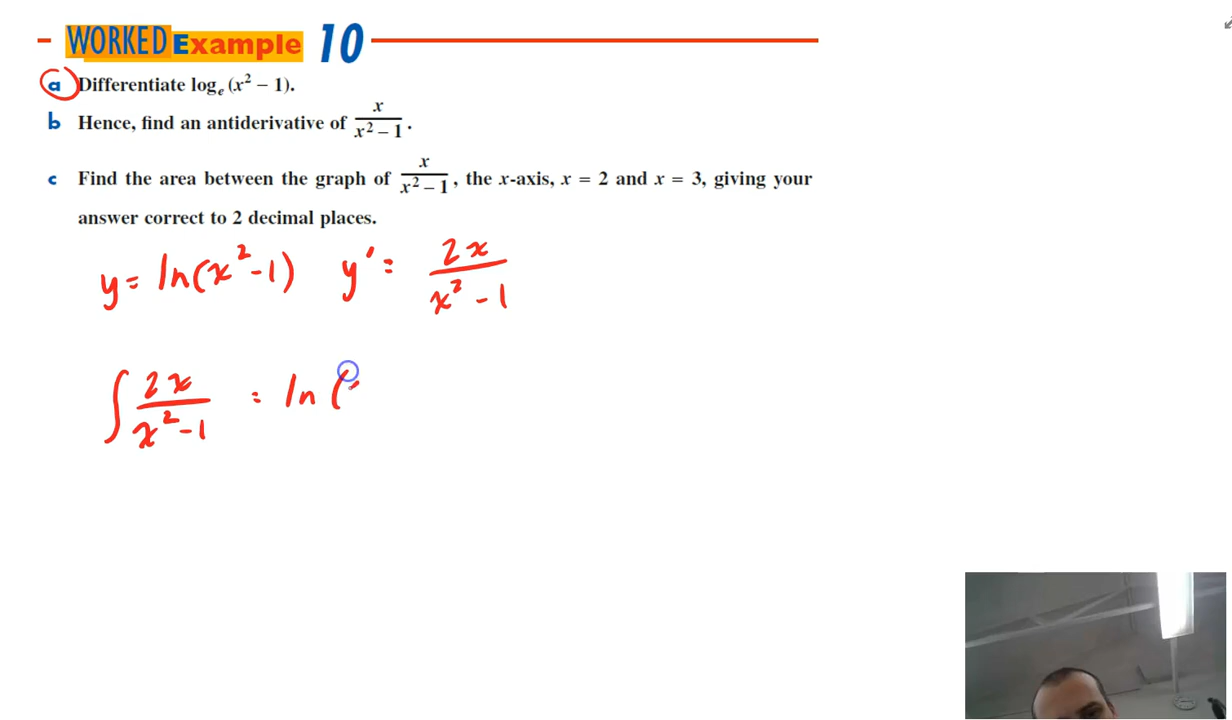 WORKED Example 10
a Differentiate logₑ (x² − 1).
b Hence, find an antiderivative of x/(x² − 1).
c Find the area between the graph of x/(x² − 1), the x-axis, x = 2 and x = 3, giving your
answer correct to 2 decimal places.
y = ln(x² - 1) y' = 2x/(x² - 1)
∫ 2x/(x² - 1) = ln (